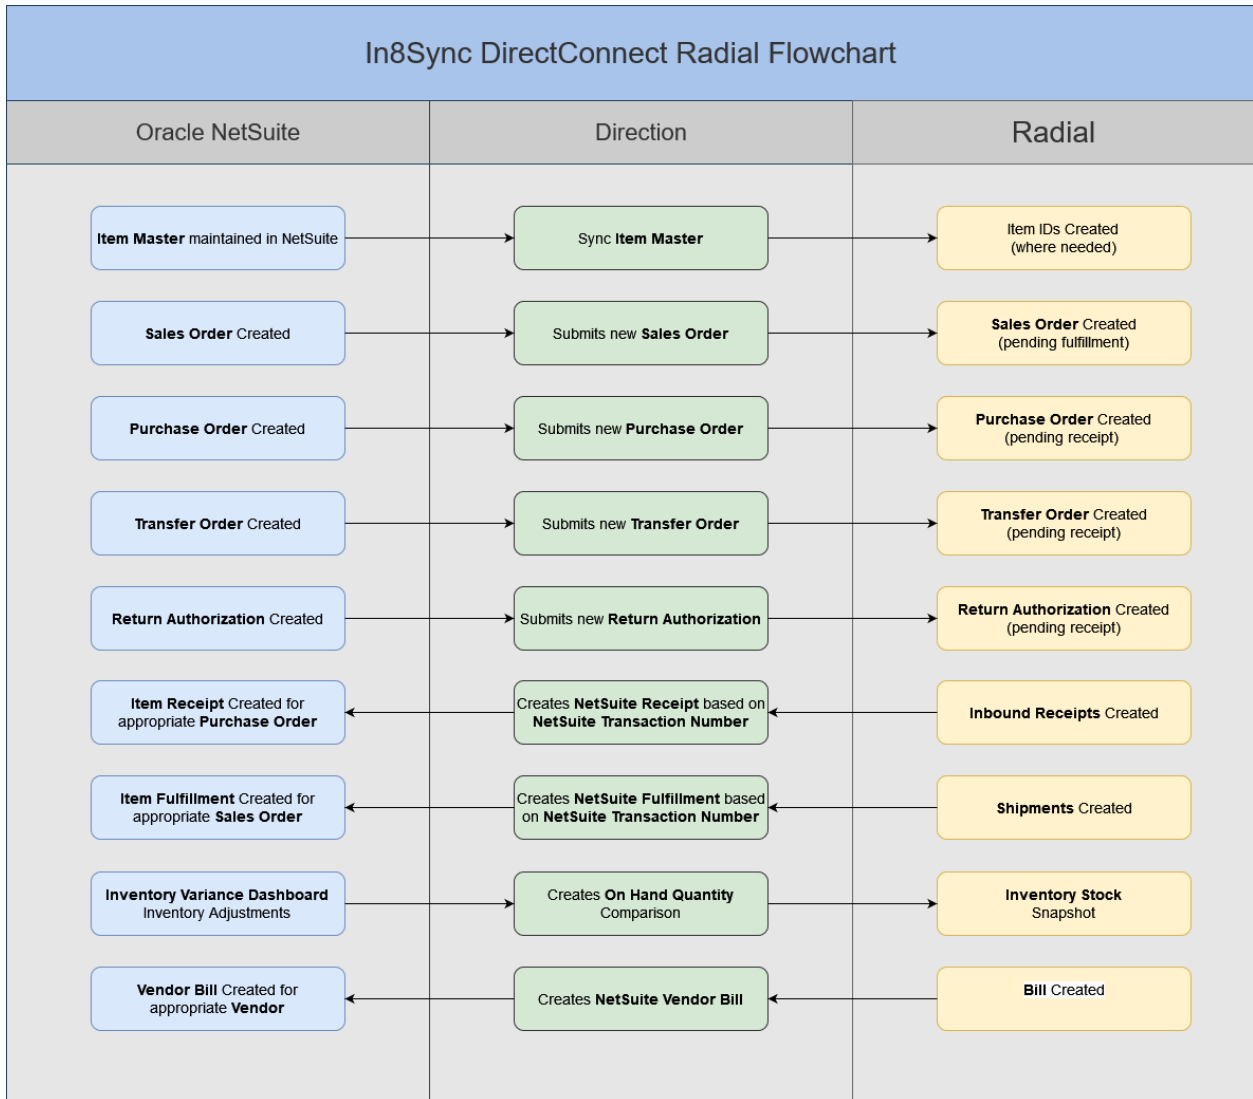 In8Sync DirectConnect Radial Flowchart
Oracle NetSuite
Direction
Radial
Item Master maintained in NetSuite
Sync Item Master
Item IDs Created
(where needed)
Sales Order Created
Submits new Sales Order
Sales Order Created
(pending fulfillment)
Purchase Order Created
Submits new Purchase Order
Purchase Order Created
(pending receipt)
Transfer Order Created
Submits new Transfer Order
Transfer Order Created
(pending receipt)
Return Authorization Created
Submits new Return Authorization
Return Authorization Created
(pending receipt)
Item Receipt Created for
appropriate Purchase Order
Creates NetSuite Receipt based on
NetSuite Transaction Number
Inbound Receipts Created
Item Fulfillment Created for
appropriate Sales Order
Creates NetSuite Fulfillment based
on NetSuite Transaction Number
Shipments Created
Inventory Variance Dashboard
Inventory Adjustments
Creates On Hand Quantity
Comparison
Inventory Stock
Snapshot
Vendor Bill Created for
appropriate Vendor
Creates NetSuite Vendor Bill
Bill Created